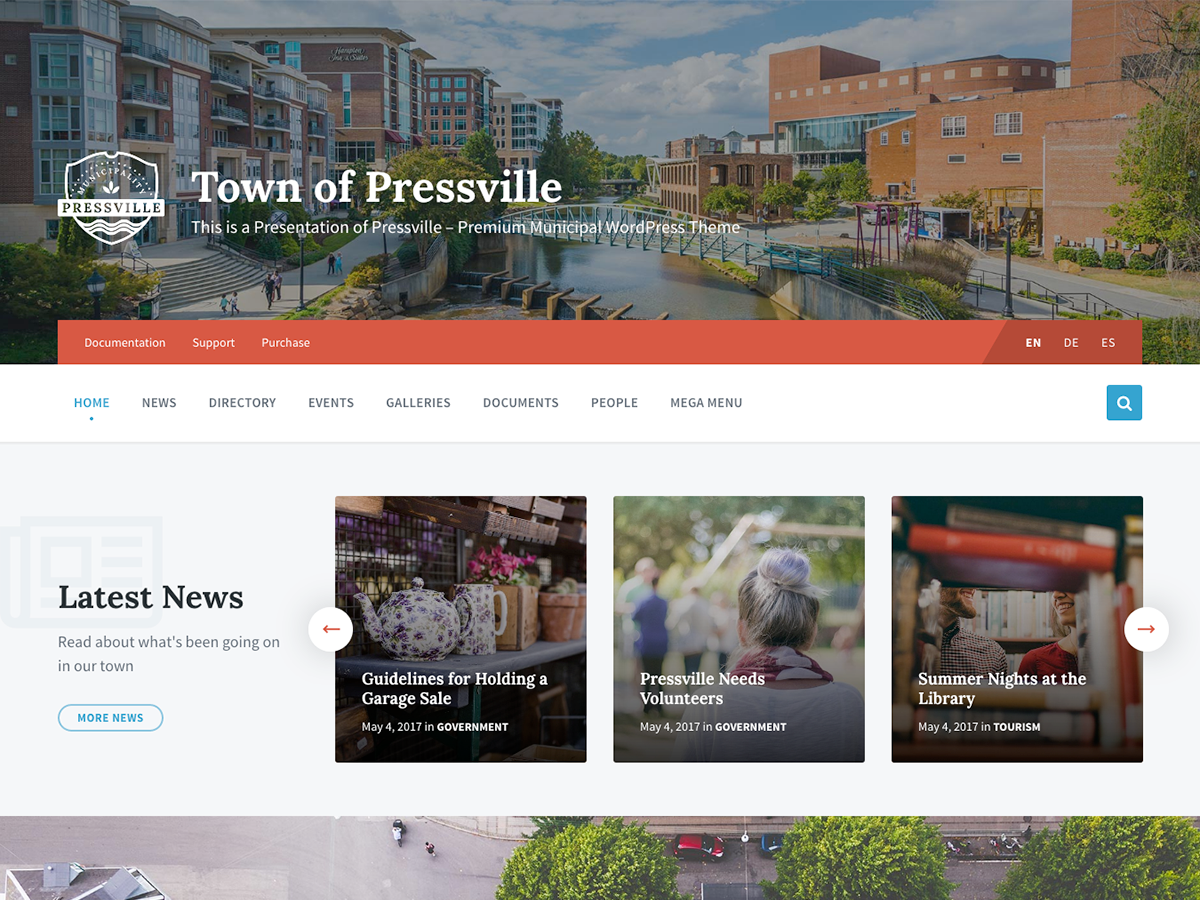 Hampton
Inn & Suites
MUNICIPALITY
PRESSVILLE
Town of Pressville
This is a Presentation of Pressville – Premium Municipal WordPress Theme
Documentation Support Purchase
EN DE ES
HOME NEWS DIRECTORY EVENTS GALLERIES DOCUMENTS PEOPLE MEGA MENU
Latest News
Read about what's been going on
in our town
MORE NEWS
Guidelines for Holding a
Garage Sale
May 4, 2017 in GOVERNMENT
Pressville Needs
Volunteers
May 4, 2017 in GOVERNMENT
Summer Nights at the
Library
May 4, 2017 in TOURISM